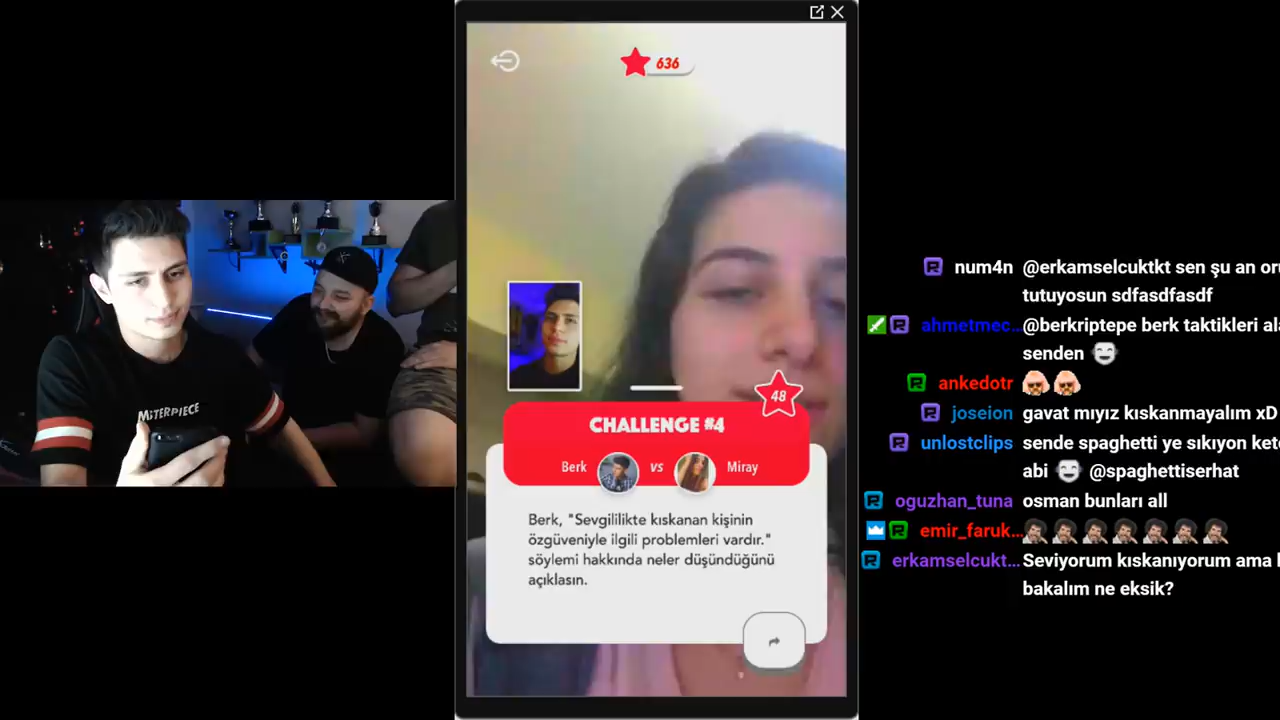 636
48
CHALLENGE #4
Berk vs Miray
Berk, "Sevgililikte kıskanan kişinin
özgüveniyle ilgili problemleri vardır."
söylemi hakkında neler düşündüğünü
açıklasın.
MASTERPIECE
num4n @erkamselcuktkt sen şu an oru
tutuyosun sdfasdfasdf
ahmetmec... @berkriptepe berk taktikleri al
senden
ankedotr
joseion gavat mıyız kıskanmayalım xD
unlostclips sende spaghetti ye sıkıyon ket
abi @spaghettiserhat
oguzhan_tuna osman bunları all
emir_faruk...
erkamselcukt... Seviyorum kıskanıyorum ama
bakalım ne eksik?